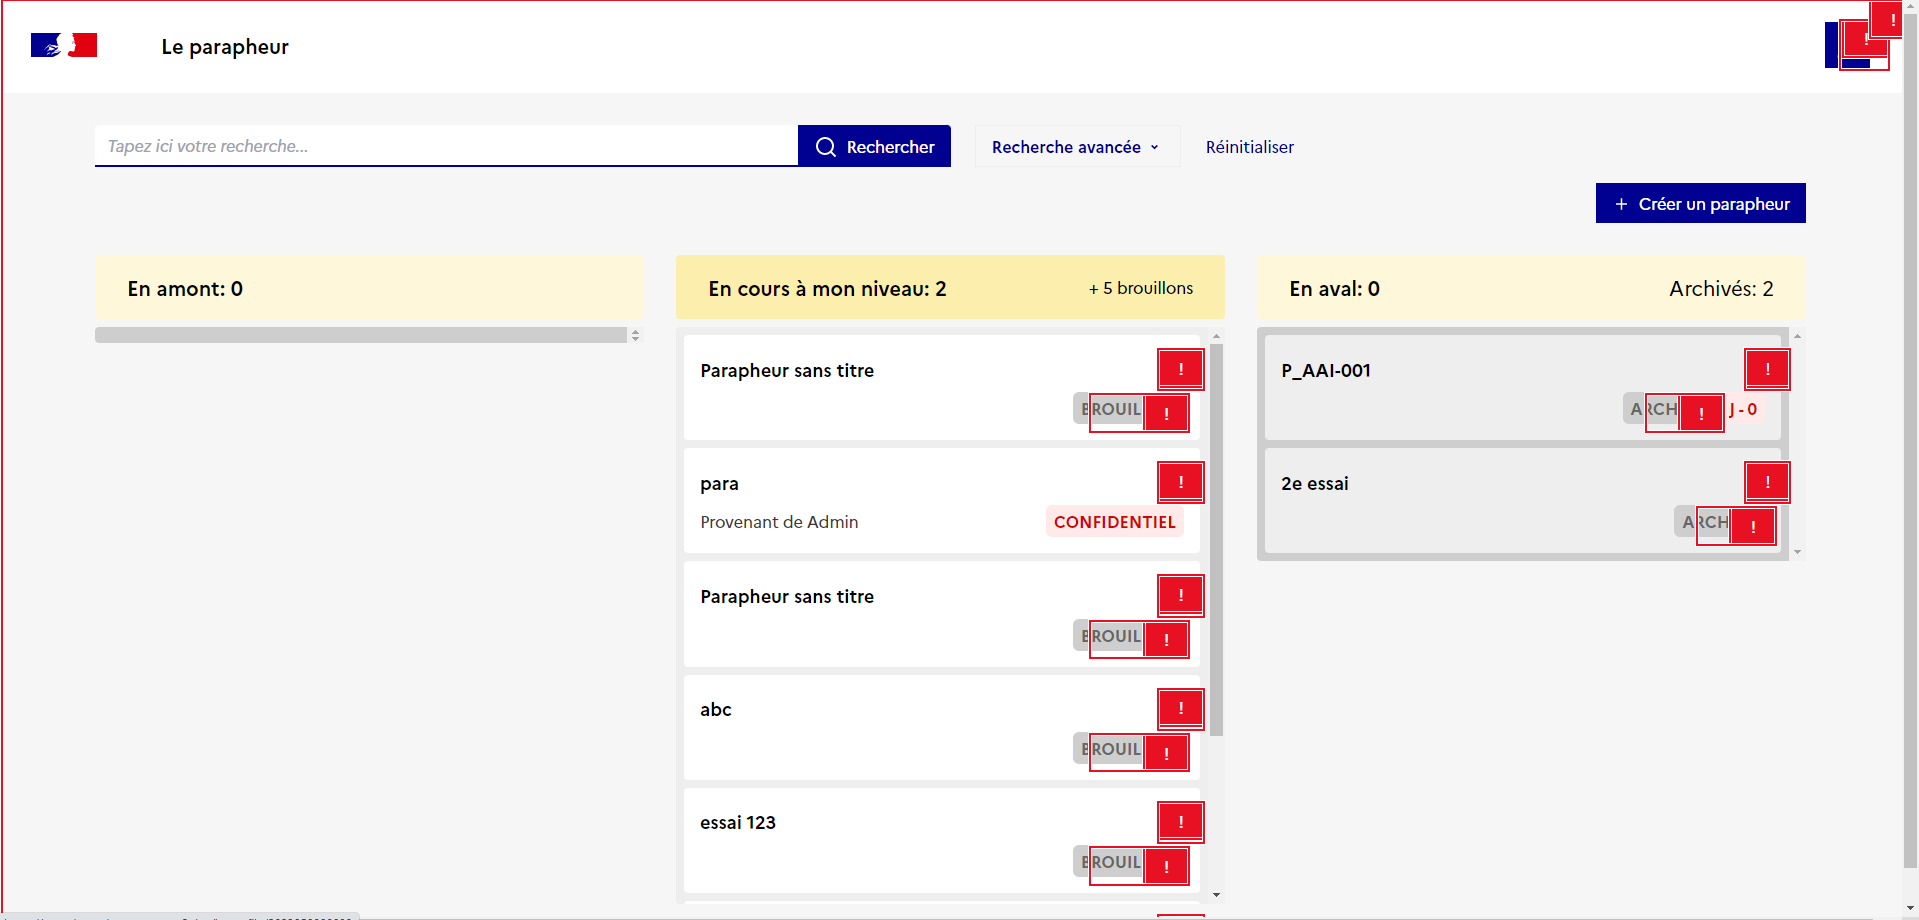 Le parapheur
!
!
Tapez ici votre recherche...
Rechercher
Recherche avancée
Réinitialiser
+ Créer un parapheur
En amont: 0
En cours à mon niveau: 2
+ 5 brouillons
En aval: 0
Archivés: 2
Parapheur sans titre
!
BROUIL
!
para
!
Provenant de Admin
CONFIDENTIEL
Parapheur sans titre
!
BROUIL
!
abc
!
BROUIL
!
essai 123
!
BROUIL
!
P_AAI-001
!
ARCH
!
J - 0
2e essai
!
ARCH
!